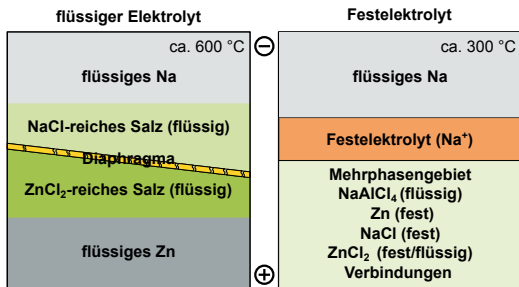 flüssiger Elektrolyt
ca. 600 °C
flüssiges Na
NaCl-reiches Salz (flüssig)
Diaphragma
ZnCl₂-reiches Salz (flüssig)
flüssiges Zn
−
+
Festelektrolyt
ca. 300 °C
flüssiges Na
Festelektrolyt (Na⁺)
Mehrphasengebiet
NaAlCl₄ (flüssig)
Zn (fest)
NaCl (fest)
ZnCl₂ (fest/flüssig)
Verbindungen